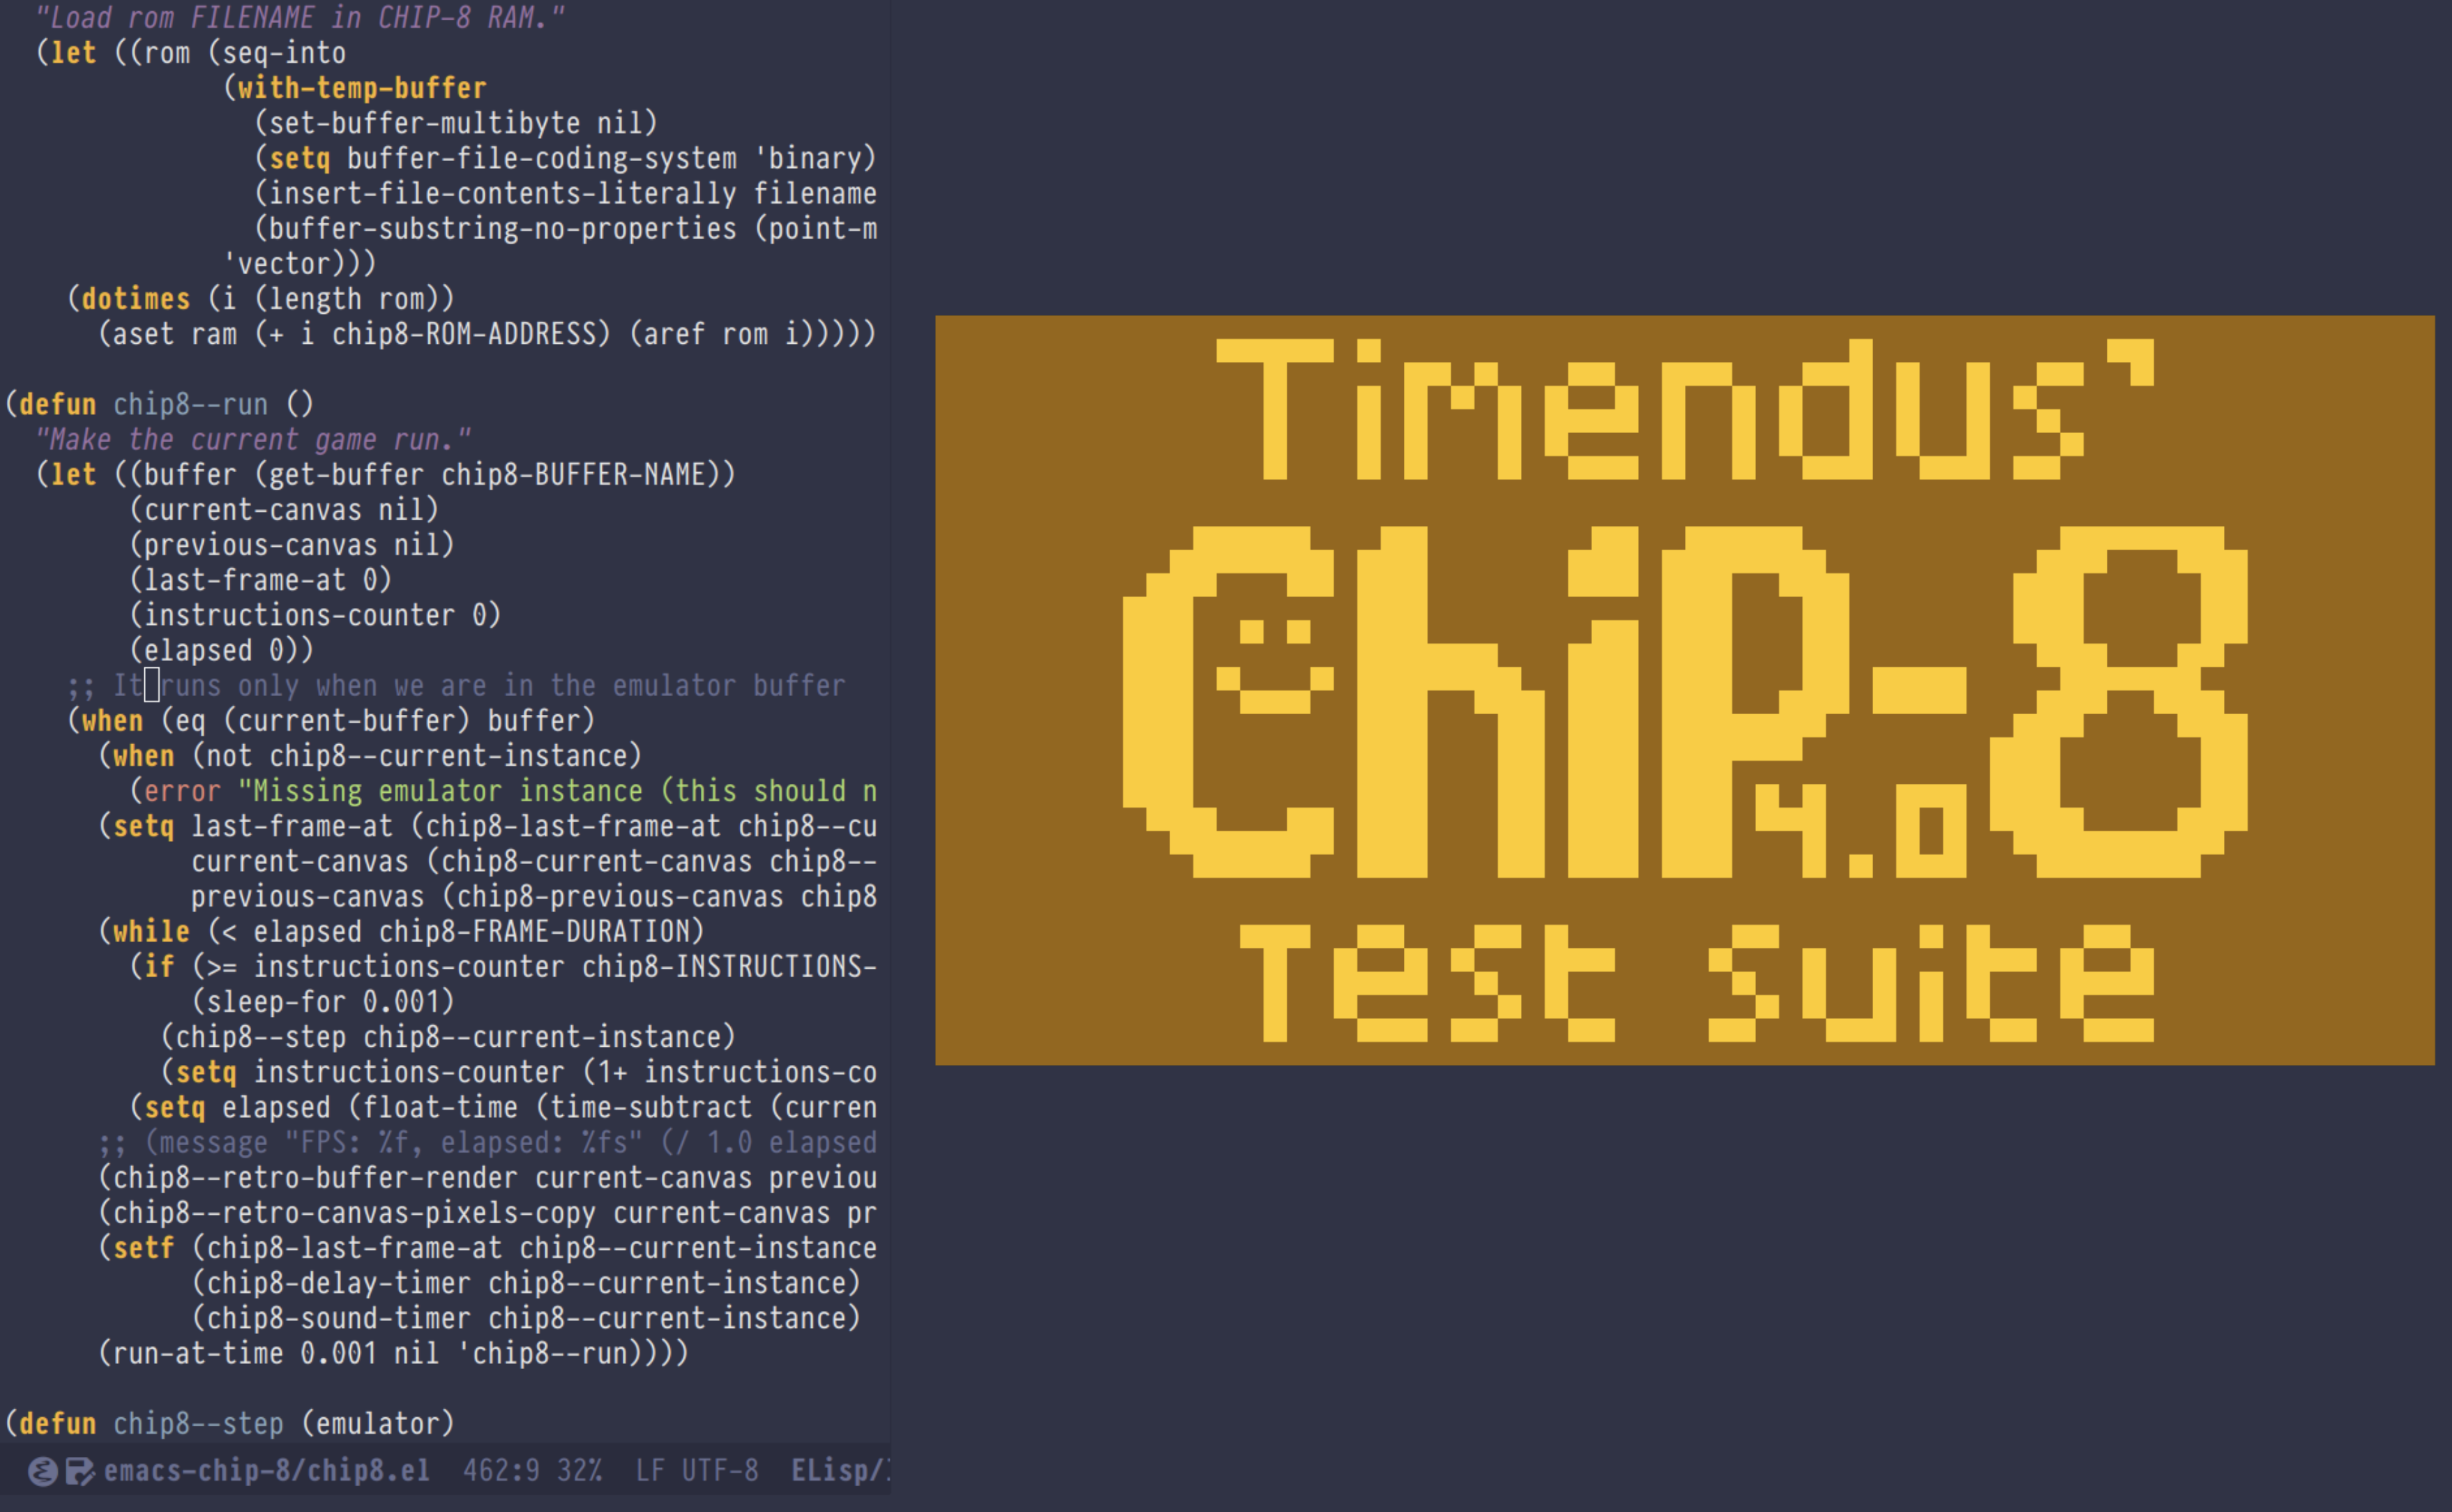 "Load rom FILENAME in CHIP-8 RAM."
(let ((rom (seq-into
(with-temp-buffer
(set-buffer-multibyte nil)
(setq buffer-file-coding-system 'binary)
(insert-file-contents-literally filename
(buffer-substring-no-properties (point-m
'vector)))
(dotimes (i (length rom))
(aset ram (+ i chip8-ROM-ADDRESS) (aref rom i)))))
(defun chip8--run ()
"Make the current game run."
(let ((buffer (get-buffer chip8-BUFFER-NAME))
(current-canvas nil)
(previous-canvas nil)
(last-frame-at 0)
(instructions-counter 0)
(elapsed 0))
;; It runs only when we are in the emulator buffer
(when (eq (current-buffer) buffer)
(when (not chip8--current-instance)
(error "Missing emulator instance (this should n
(setq last-frame-at (chip8-last-frame-at chip8--cu
current-canvas (chip8-current-canvas chip8--
previous-canvas (chip8-previous-canvas chip8
(while (< elapsed chip8-FRAME-DURATION)
(if (>= instructions-counter chip8-INSTRUCTIONS-
(sleep-for 0.001)
(chip8--step chip8--current-instance)
(setq instructions-counter (1+ instructions-co
(setq elapsed (float-time (time-subtract (curren
;; (message "FPS: %f, elapsed: %fs" (/ 1.0 elapsed
(chip8--retro-buffer-render current-canvas previou
(chip8--retro-canvas-pixels-copy current-canvas pr
(setf (chip8-last-frame-at chip8--current-instance
(chip8-delay-timer chip8--current-instance)
(chip8-sound-timer chip8--current-instance)
(run-at-time 0.001 nil 'chip8--run))))
(defun chip8--step (emulator)
emacs-chip-8/chip8.el 462:9 32% LF UTF-8 ELisp/
Timendus'
CHiP-8
4.0
Test suite